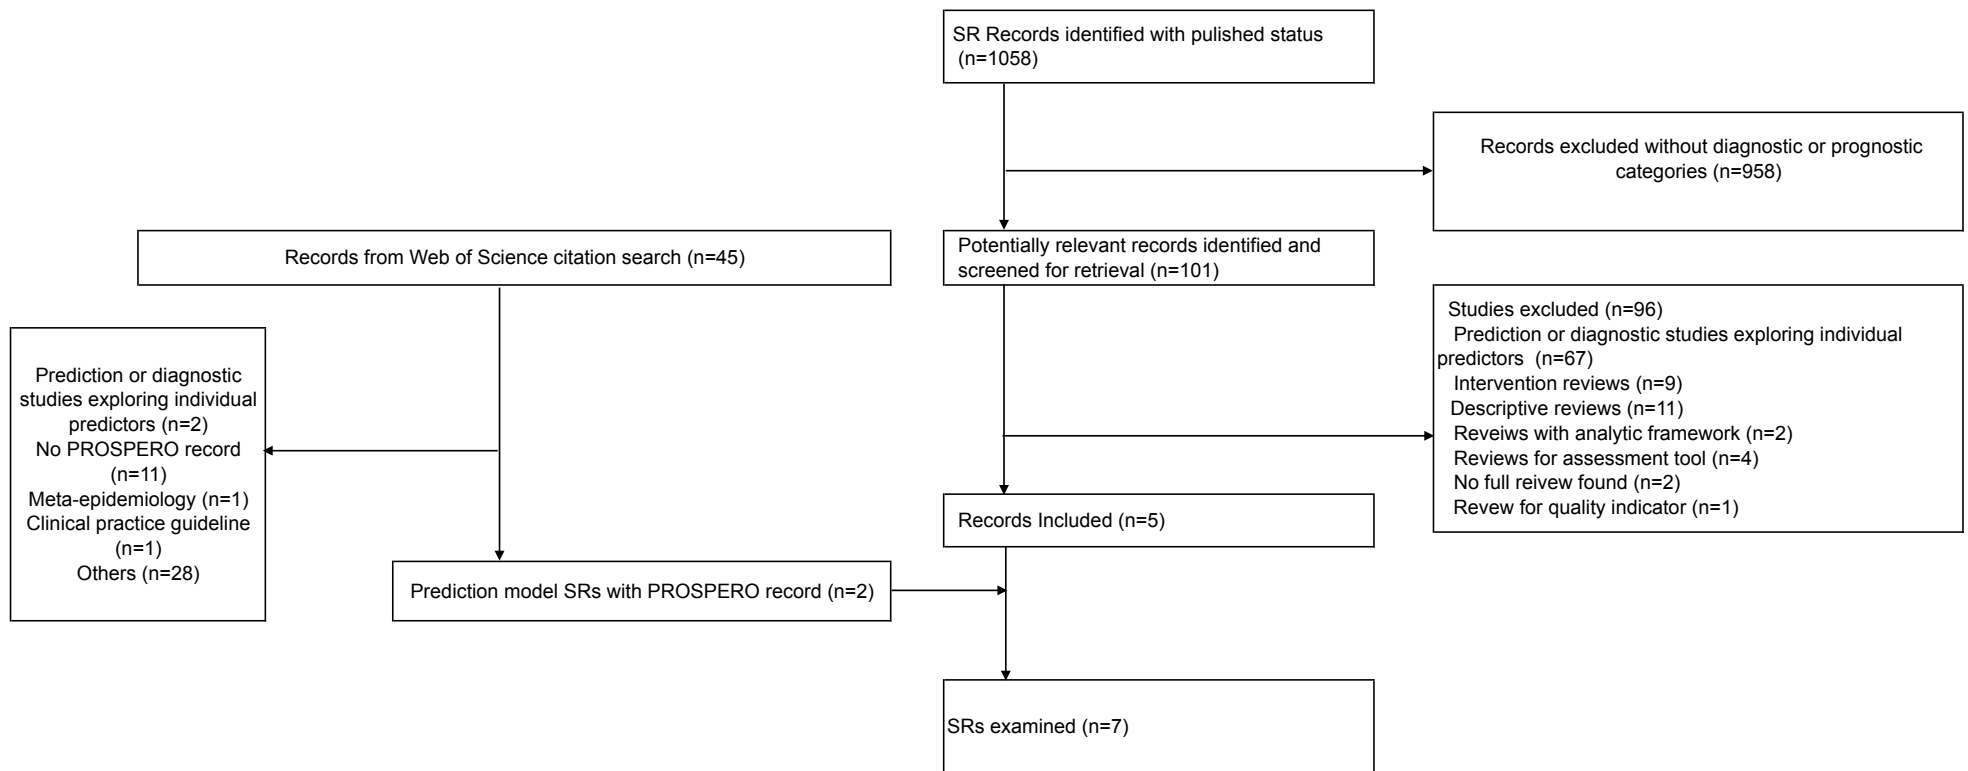 SR Records identified with pulished status
(n=1058)
Records excluded without diagnostic or prognostic
categories (n=958)
Records from Web of Science citation search (n=45)
Potentially relevant records identified and
screened for retrieval (n=101)
Studies excluded (n=96)
Prediction or diagnostic studies exploring individual
predictors (n=67)
Intervention reviews (n=9)
Descriptive reviews (n=11)
Reveiws with analytic framework (n=2)
Reviews for assessment tool (n=4)
No full reivew found (n=2)
Revew for quality indicator (n=1)
Prediction or diagnostic
studies exploring individual
predictors (n=2)
No PROSPERO record
(n=11)
Meta-epidemiology (n=1)
Clinical practice guideline
(n=1)
Others (n=28)
Records Included (n=5)
Prediction model SRs with PROSPERO record (n=2)
SRs examined (n=7)